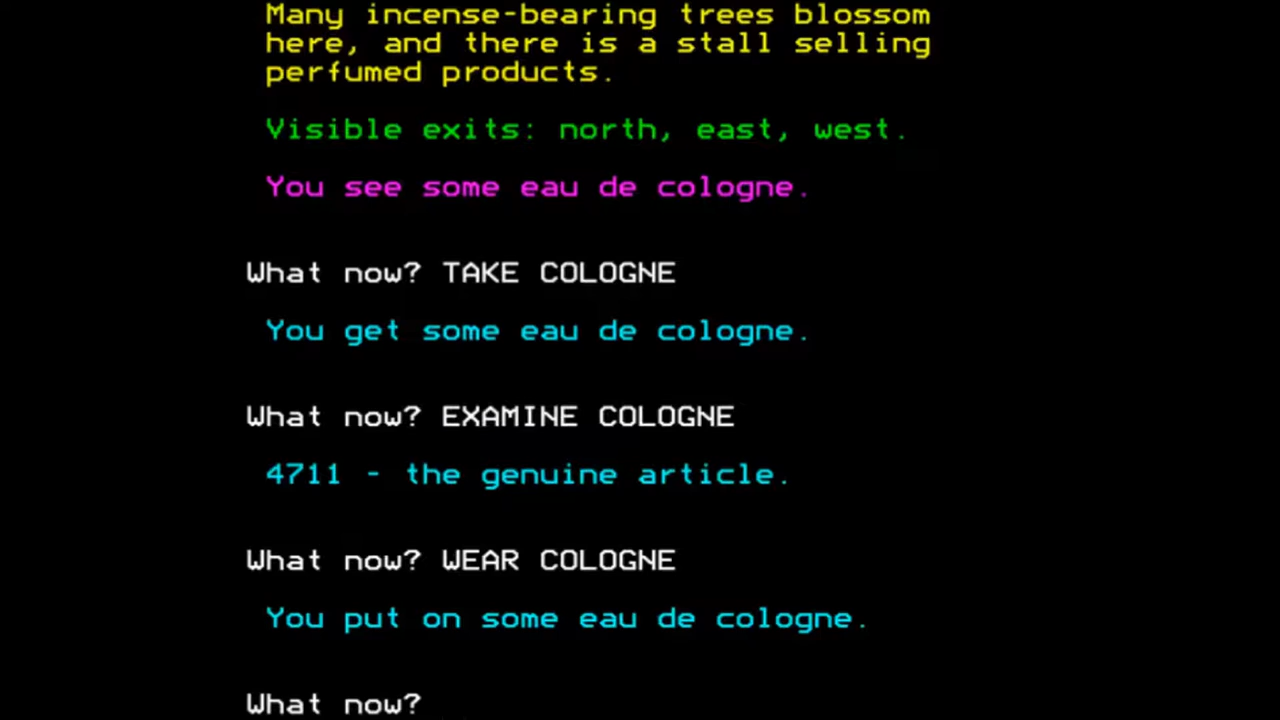 Many incense-bearing trees blossom
here, and there is a stall selling
perfumed products.
Visible exits: north, east, west.
You see some eau de cologne.
What now? TAKE COLOGNE
You get some eau de cologne.
What now? EXAMINE COLOGNE
4711 - the genuine article.
What now? WEAR COLOGNE
You put on some eau de cologne.
What now?